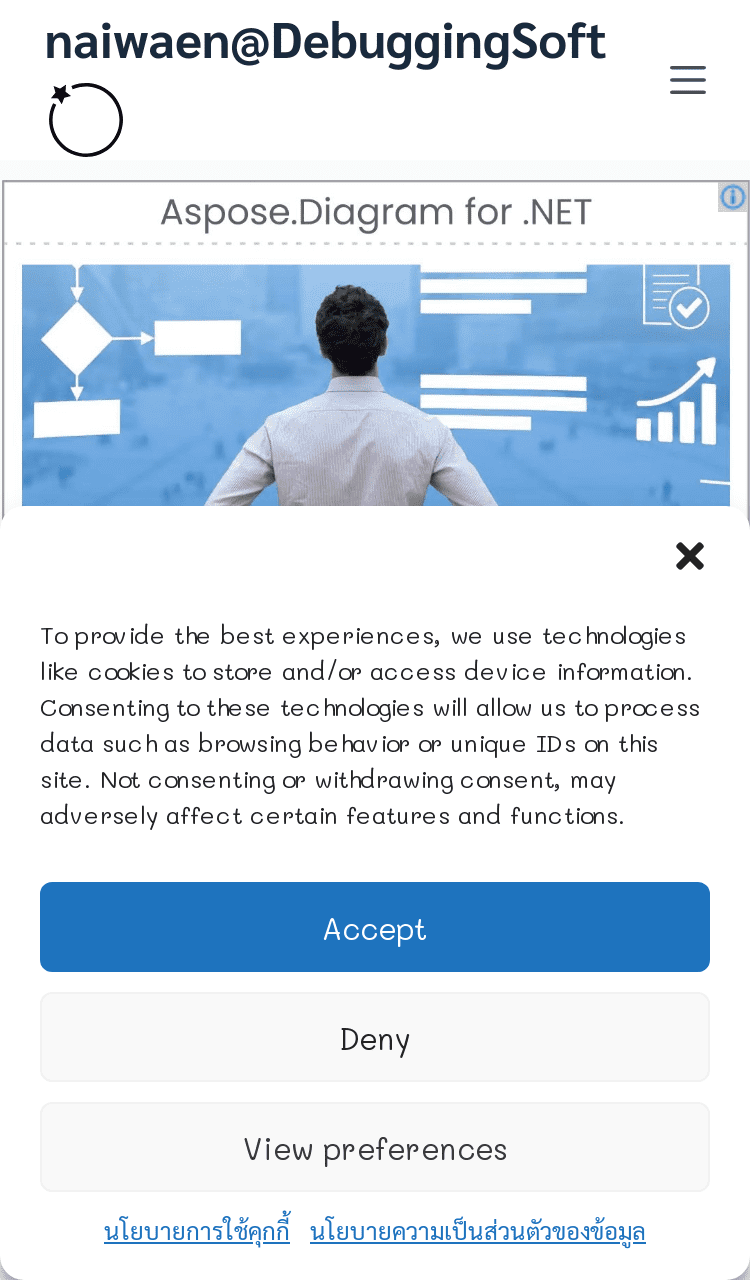 naiwaen@DebuggingSoft
Aspose.Diagram for .NET
To provide the best experiences, we use technologies
like cookies to store and/or access device information.
Consenting to these technologies will allow us to process
data such as browsing behavior or unique IDs on this
site. Not consenting or withdrawing consent, may
adversely affect certain features and functions.
Accept
Deny
View preferences
นโยบายการใช้คุกกี้ นโยบายความเป็นส่วนตัวของข้อมูล